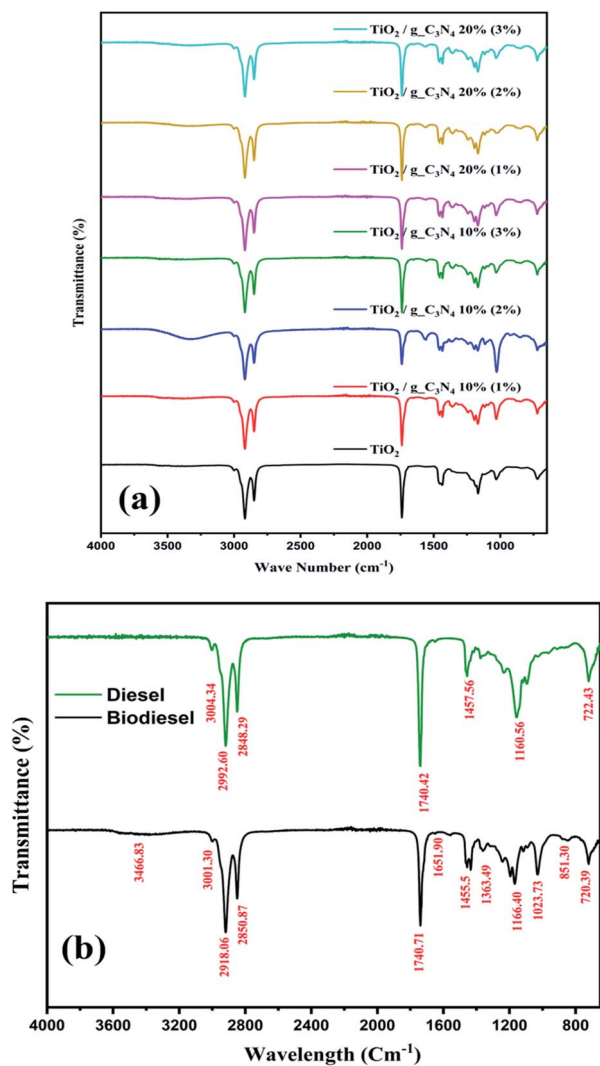 TiO₂ / g_C₃N₄ 20% (3%)
TiO₂ / g_C₃N₄ 20% (2%)
TiO₂ / g_C₃N₄ 20% (1%)
TiO₂ / g_C₃N₄ 10% (3%)
TiO₂ / g_C₃N₄ 10% (2%)
TiO₂ / g_C₃N₄ 10% (1%)
TiO₂
Transmittance (%)
(a)
4000 3500 3000 2500 2000 1500 1000
Wave Number (cm⁻¹)
Diesel
Biodiesel
3004.34
2992.60
2848.29
1740.42
1457.56
1160.56
722.43
3466.83
3001.30
2918.06
2850.87
1740.71
1651.90
1455.5
1363.49
1166.40
1023.73
851.30
720.39
Transmittance (%)
(b)
4000 3600 3200 2800 2400 2000 1600 1200 800
Wavelength (Cm⁻¹)